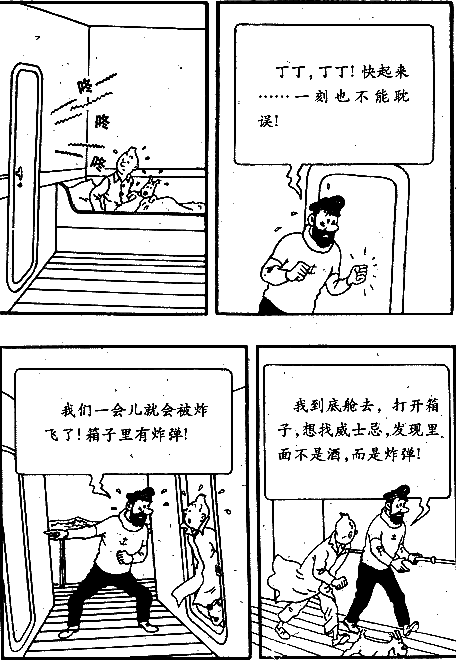 咚
咚
咚
丁丁，丁丁！快起来
……一刻也不能耽
误！
我们一会儿就会被炸
飞了！箱子里有炸弹！
我到底舱去，打开箱
子，想找威士忌，发现里
面不是酒，而是炸弹！